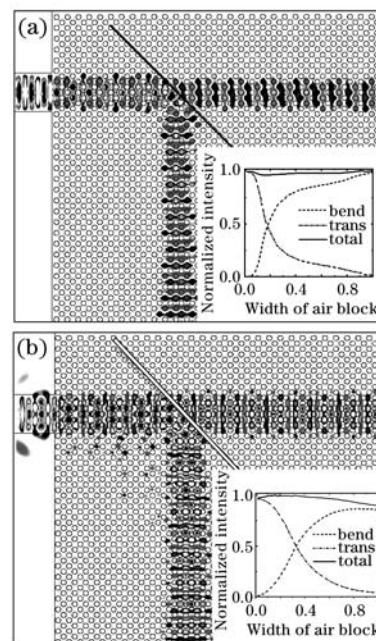 (a)
Normalized intensity
1.0
0.5
0.0
bend
trans
total
0.0 0.4 0.8
Width of air block
(b)
Normalized intensity
1.0
0.5
0.0
bend
trans
total
0.0 0.4 0.8
Width of air block